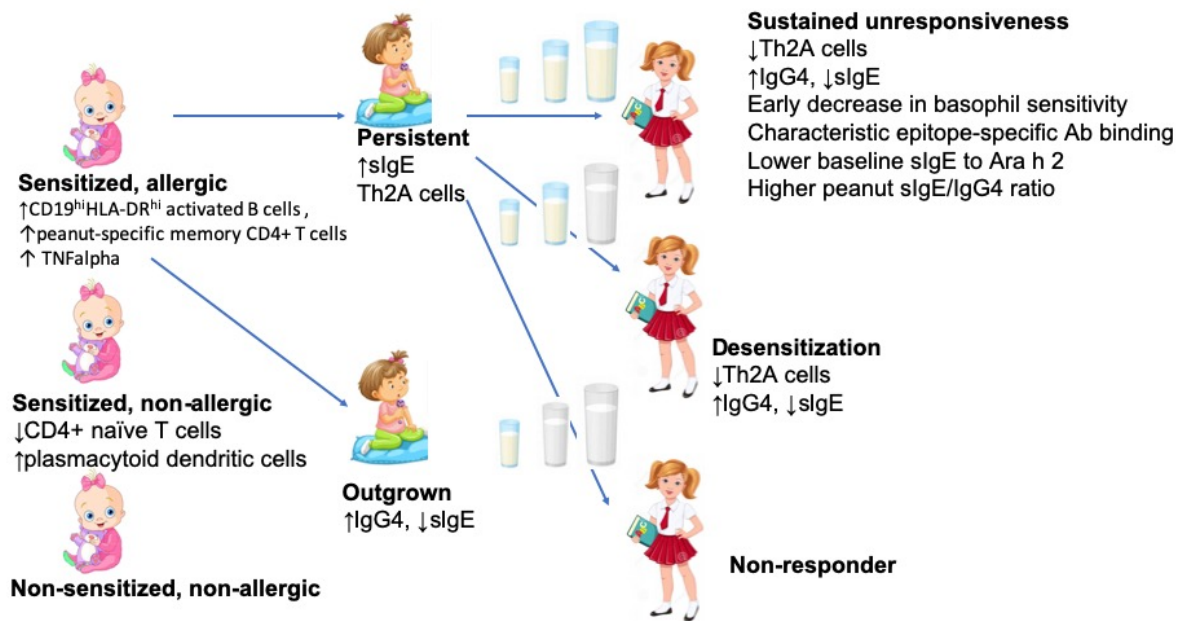 Sensitized, allergic
↑CD19ʰⁱHLA-DRʰⁱ activated B cells ,
↑peanut-specific memory CD4+ T cells
↑ TNFalpha
Sensitized, non-allergic
↓CD4+ naïve T cells
↑plasmacytoid dendritic cells
Non-sensitized, non-allergic
Persistent
↑sIgE
Th2A cells
Outgrown
↑IgG4, ↓sIgE
Sustained unresponsiveness
↓Th2A cells
↑IgG4, ↓sIgE
Early decrease in basophil sensitivity
Characteristic epitope-specific Ab binding
Lower baseline sIgE to Ara h 2
Higher peanut sIgE/IgG4 ratio
Desensitization
↓Th2A cells
↑IgG4, ↓sIgE
Non-responder